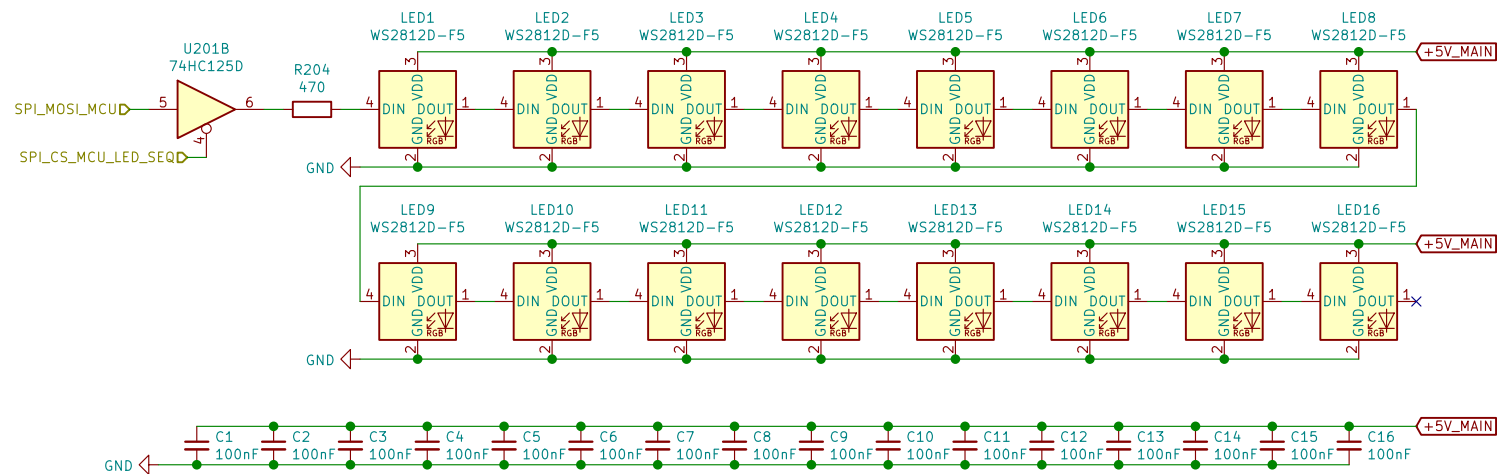 LED1 LED2 LED3 LED4 LED5 LED6 LED7 LED8
WS2812D-F5 WS2812D-F5 WS2812D-F5 WS2812D-F5 WS2812D-F5 WS2812D-F5 WS2812D-F5 WS2812D-F5
U201B
74HC125D
+5V_MAIN
R204
470
3 3 3 3 3 3 3 3
VDD VDD VDD VDD VDD VDD VDD VDD
SPI_MOSI_MCU 5 6 4 DIN DOUT 1 4 DIN DOUT 1 4 DIN DOUT 1 4 DIN DOUT 1 4 DIN DOUT 1 4 DIN DOUT 1 4 DIN DOUT 1 4 DIN DOUT 1
GND GND GND GND GND GND GND GND
4
RGB RGB RGB RGB RGB RGB RGB RGB
SPI_CS_MCU_LED_SEQ
2 2 2 2 2 2 2 2
GND
LED9 LED10 LED11 LED12 LED13 LED14 LED15 LED16
WS2812D-F5 WS2812D-F5 WS2812D-F5 WS2812D-F5 WS2812D-F5 WS2812D-F5 WS2812D-F5 WS2812D-F5
+5V_MAIN
3 3 3 3 3 3 3 3
VDD VDD VDD VDD VDD VDD VDD VDD
4 DIN DOUT 1 4 DIN DOUT 1 4 DIN DOUT 1 4 DIN DOUT 1 4 DIN DOUT 1 4 DIN DOUT 1 4 DIN DOUT 1 4 DIN DOUT 1
GND GND GND GND GND GND GND GND
RGB RGB RGB RGB RGB RGB RGB RGB
2 2 2 2 2 2 2 2
GND
+5V_MAIN
C1 C2 C3 C4 C5 C6 C7 C8 C9 C10 C11 C12 C13 C14 C15 C16
100nF 100nF 100nF 100nF 100nF 100nF 100nF 100nF 100nF 100nF 100nF 100nF 100nF 100nF 100nF 100nF
GND